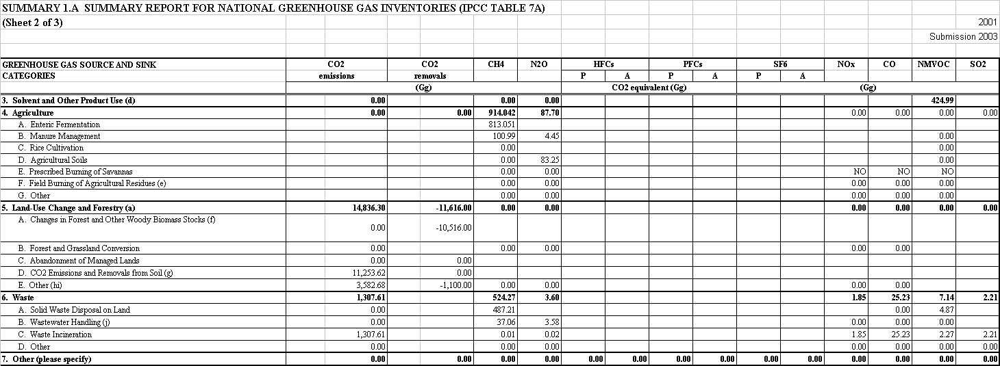 SUMMARY 1.A SUMMARY REPORT FOR NATIONAL GREENHOUSE GAS INVENTORIES (IPCC TABLE 7A)
(Sheet 2 of 3) 2001
Submission 2003
GREENHOUSE GAS SOURCE AND SINK CO2 CO2 CH4 N2O HFCs PFCs SF6 NOx CO NMVOC SO2
CATEGORIES emissions removals P A P A P A
(Gg) CO2 equivalent (Gg) (Gg)
3. Solvent and Other Product Use (d) 0.00 0.00 0.00 424.99
4. Agriculture 0.00 0.00 914.042 87.70 0.00 0.00 0.00 0.00
A. Enteric Fermentation 813.051
B. Manure Management 100.99 4.45 0.00
C. Rice Cultivation 0.00 0.00
D. Agricultural Soils 0.00 83.25 0.00
E. Prescribed Burning of Savannas 0.00 0.00 NO NO NO
F. Field Burning of Agricultural Residues (e) 0.00 0.00 0.00 0.00 0.00
G. Other 0.00 0.00 0.00 0.00 0.00
5. Land-Use Change and Forestry (a) 14,836.30 -11,616.00 0.00 0.00 0.00 0.00 0.00 0.00
A. Changes in Forest and Other Woody Biomass Stocks (f)
0.00 -10,516.00
B. Forest and Grassland Conversion 0.00 0.00 0.00 0.00 0.00
C. Abandonment of Managed Lands 0.00 0.00
D. CO2 Emissions and Removals from Soil (g) 11,253.62 0.00
E. Other (hi) 3,582.68 -1,100.00 0.00 0.00 0.00 0.00
6. Waste 1,307.61 524.27 3.60 1.85 25.23 7.14 2.21
A. Solid Waste Disposal on Land 0.00 487.21 0.00 4.87
B. Wastewater Handling (j) 0.00 37.06 3.58 0.00 0.00 0.00
C. Waste Incineration 1,307.61 0.01 0.02 1.85 25.23 2.27 2.21
D. Other 0.00 0.00 0.00 0.00 0.00 0.00 0.00
7. Other (please specify) 0.00 0.00 0.00 0.00 0.00 0.00 0.00 0.00 0.00 0.00 0.00 0.00 0.00 0.00